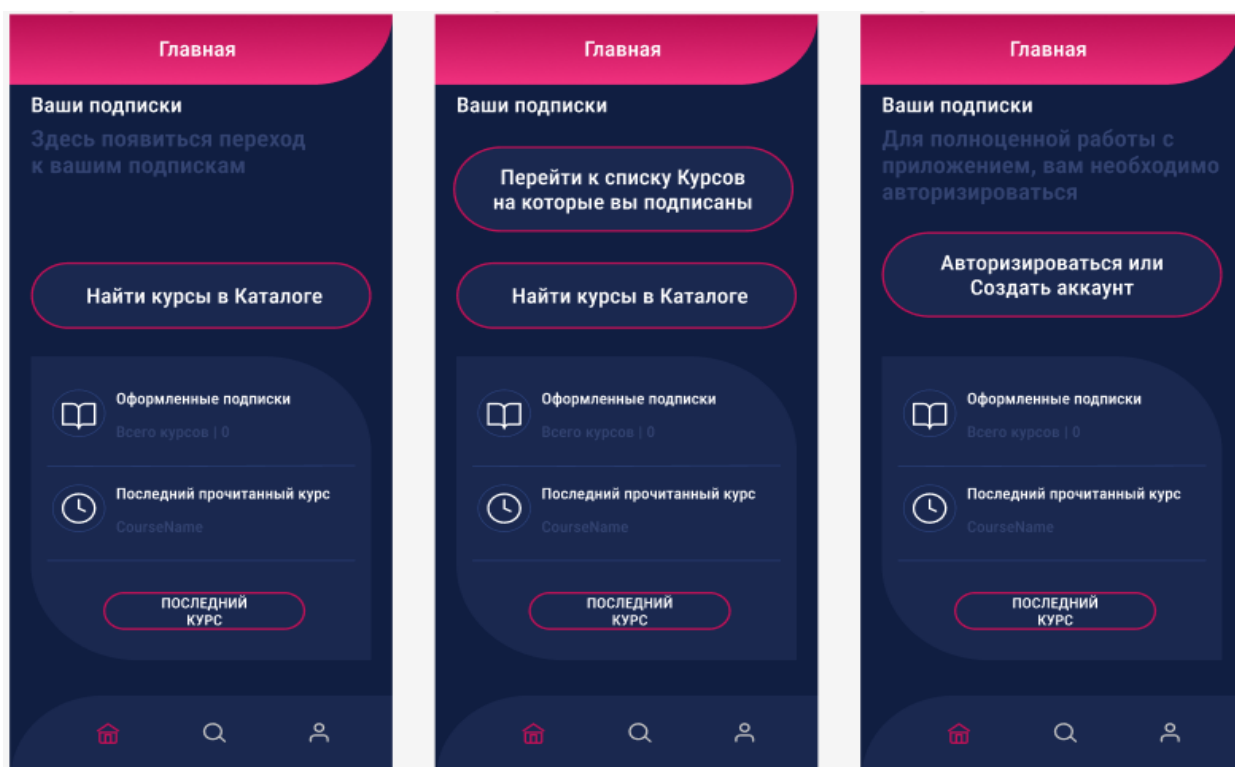 Главная
Ваши подписки
Здесь появиться переход
к вашим подпискам
Найти курсы в Каталоге
Оформленные подписки
Всего курсов | 0
Последний прочитанный курс
CourseName
ПОСЛЕДНИЙ
КУРС
Главная
Ваши подписки
Перейти к списку Курсов
на которые вы подписаны
Найти курсы в Каталоге
Оформленные подписки
Всего курсов | 0
Последний прочитанный курс
CourseName
ПОСЛЕДНИЙ
КУРС
Главная
Ваши подписки
Для полноценной работы с
приложением, вам необходимо
авторизироваться
Авторизироваться или
Создать аккаунт
Оформленные подписки
Всего курсов | 0
Последний прочитанный курс
CourseName
ПОСЛЕДНИЙ
КУРС